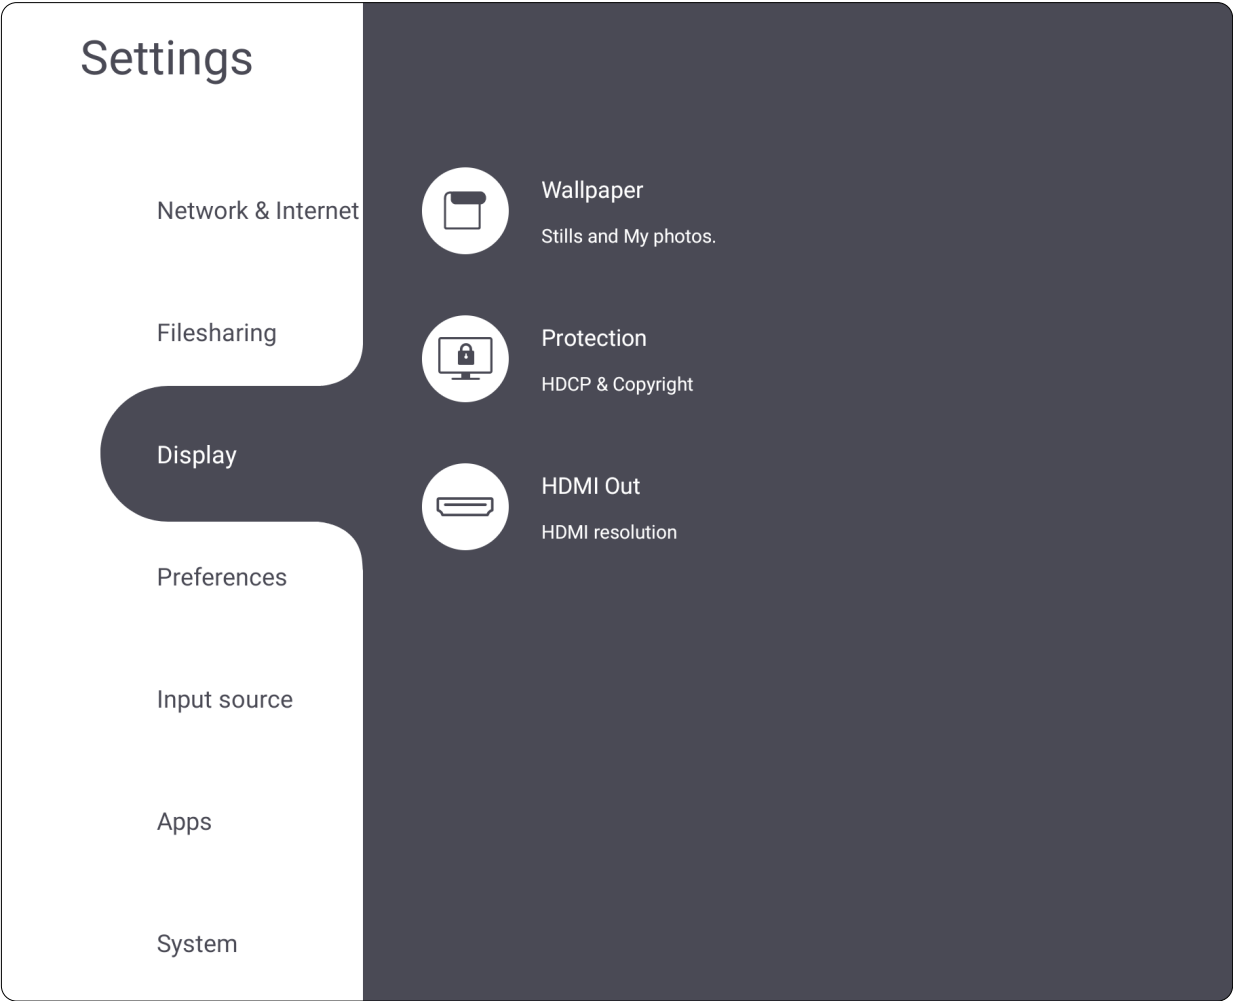 Settings
Network & Internet
Filesharing
Display
Preferences
Input source
Apps
System
Wallpaper
Stills and My photos.
Protection
HDCP & Copyright
HDMI Out
HDMI resolution